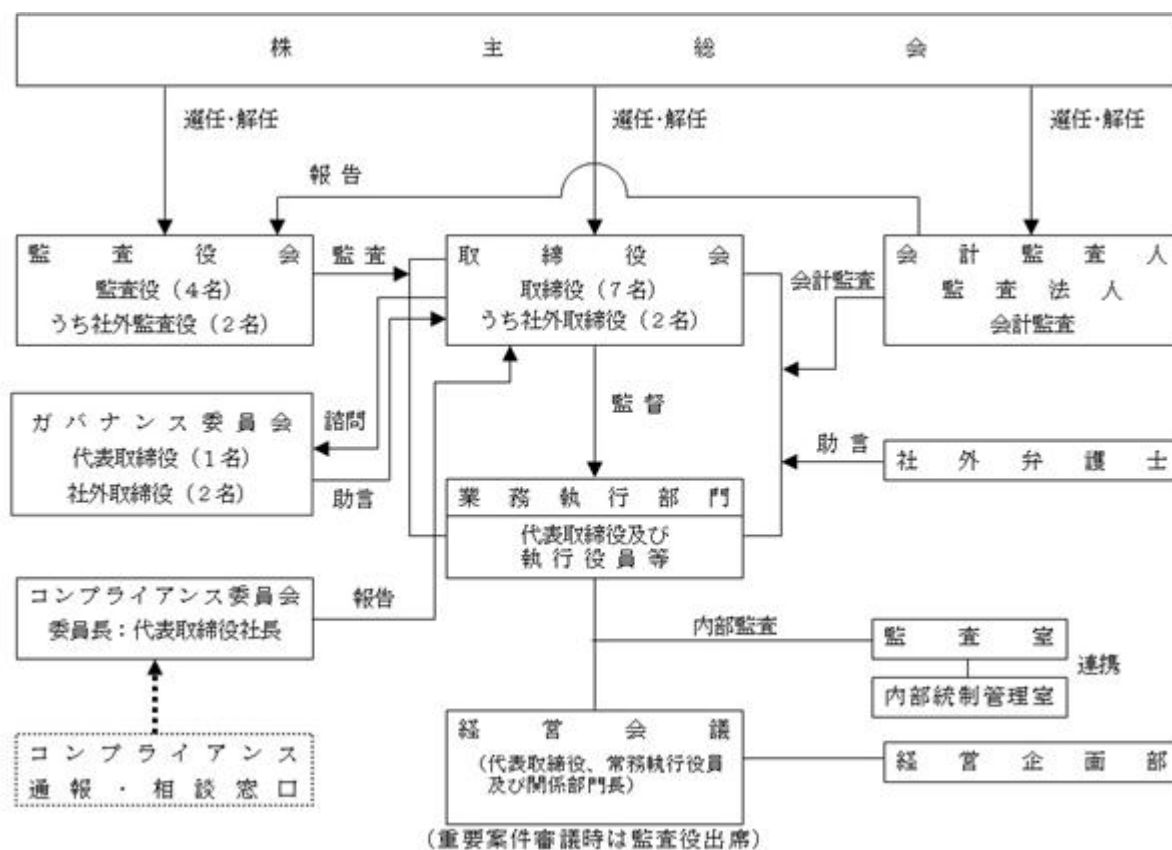 株主総会
選任・解任
選任・解任
選任・解任
報告
監査役会
監査役(4名)
うち社外監査役(2名)
監査
取締役会
取締役(7名)
うち社外取締役(2名)
会計監査
会計監査人
監査法人
会計監査
監督
ガバナンス委員会
代表取締役(1名)
社外取締役(2名)
諮問
助言
助言
社外弁護士
業務執行部門
代表取締役及び
執行役員等
コンプライアンス委員会
委員長:代表取締役社長
報告
内部監査
監査室
連携
内部統制管理室
コンプライアンス
通報・相談窓口
経営会議
(代表取締役、常務執行役員
及び関係部門長)
経営企画部
(重要案件審議時は監査役出席)